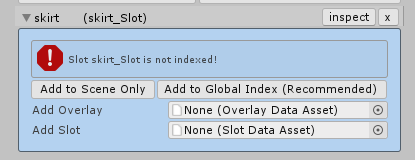 skirt (skirt_Slot) inspect x
Slot skirt_Slot is not indexed!
Add to Scene Only Add to Global Index (Recommended)
Add Overlay None (Overlay Data Asset)
Add Slot None (Slot Data Asset)